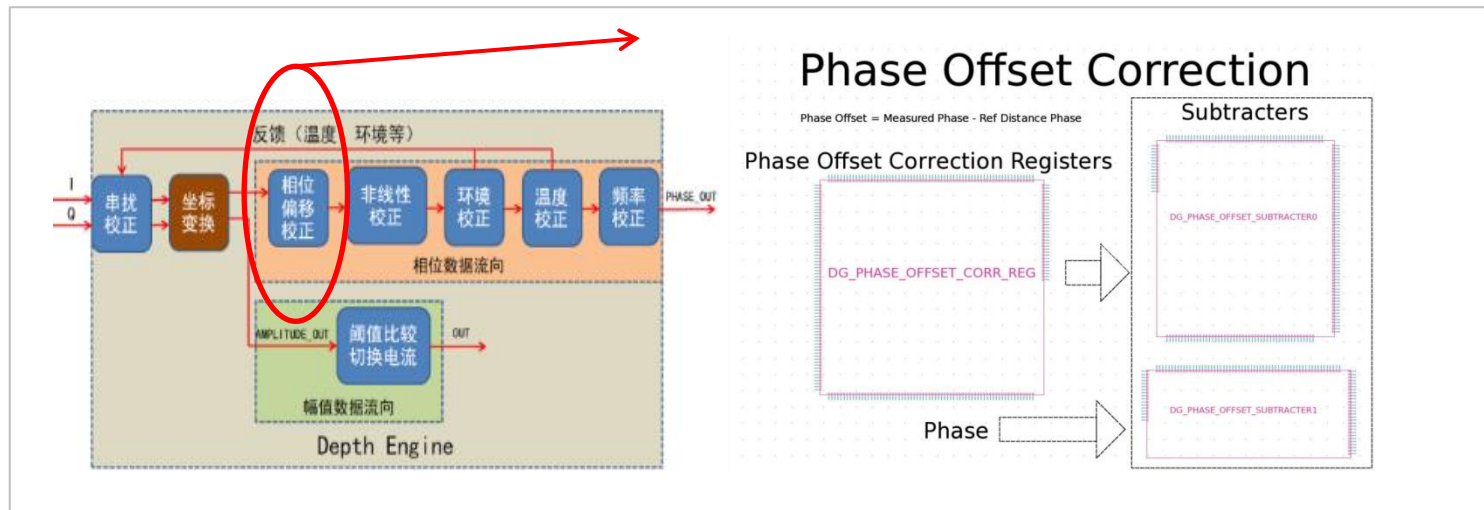 反馈（温度 环境等）
I
Q
串扰
校正
坐标
变换
相位
偏移
校正
非线性
校正
环境
校正
温度
校正
频率
校正
PHASE_OUT
相位数据流向
AMPLITUDE_OUT
阈值比较
切换电流
OUT
幅值数据流向
Depth Engine
Phase Offset Correction
Phase Offset = Measured Phase - Ref Distance Phase
Subtracters
Phase Offset Correction Registers
DG_PHASE_OFFSET_SUBTRACTER0
DG_PHASE_OFFSET_CORR_REG
DG_PHASE_OFFSET_SUBTRACTER1
Phase